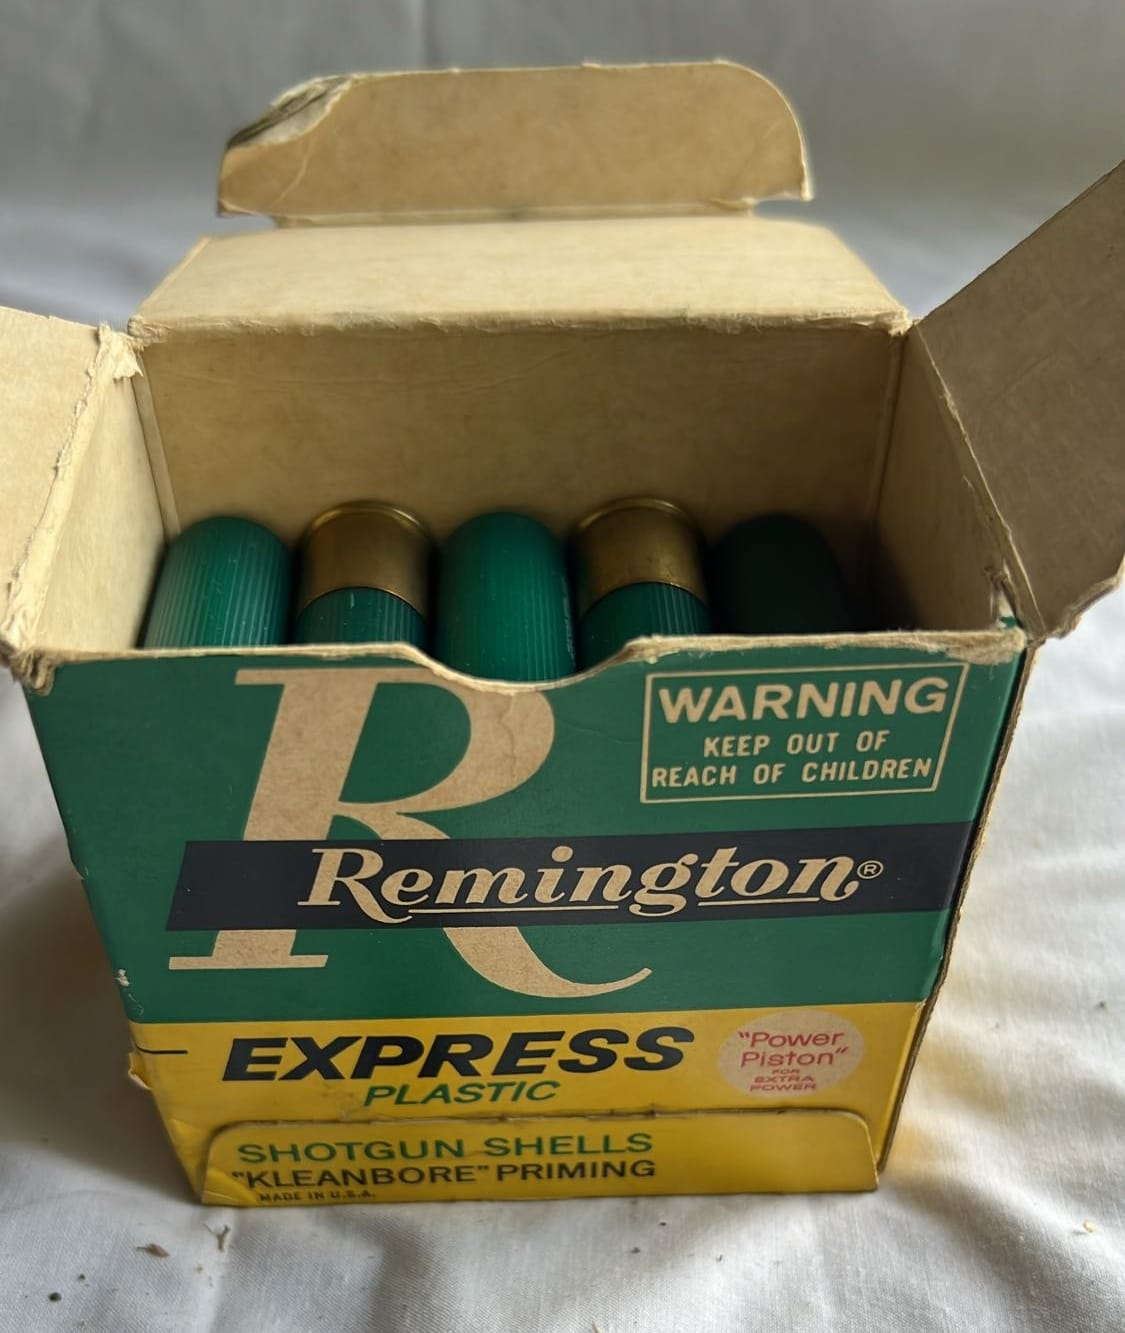 R
WARNING
KEEP OUT OF
REACH OF CHILDREN
Remington®
EXPRESS
PLASTIC
"Power
Piston"
FOR
EXTRA
POWER
SHOTGUN SHELLS
"KLEANBORE" PRIMING
MADE IN U.S.A.